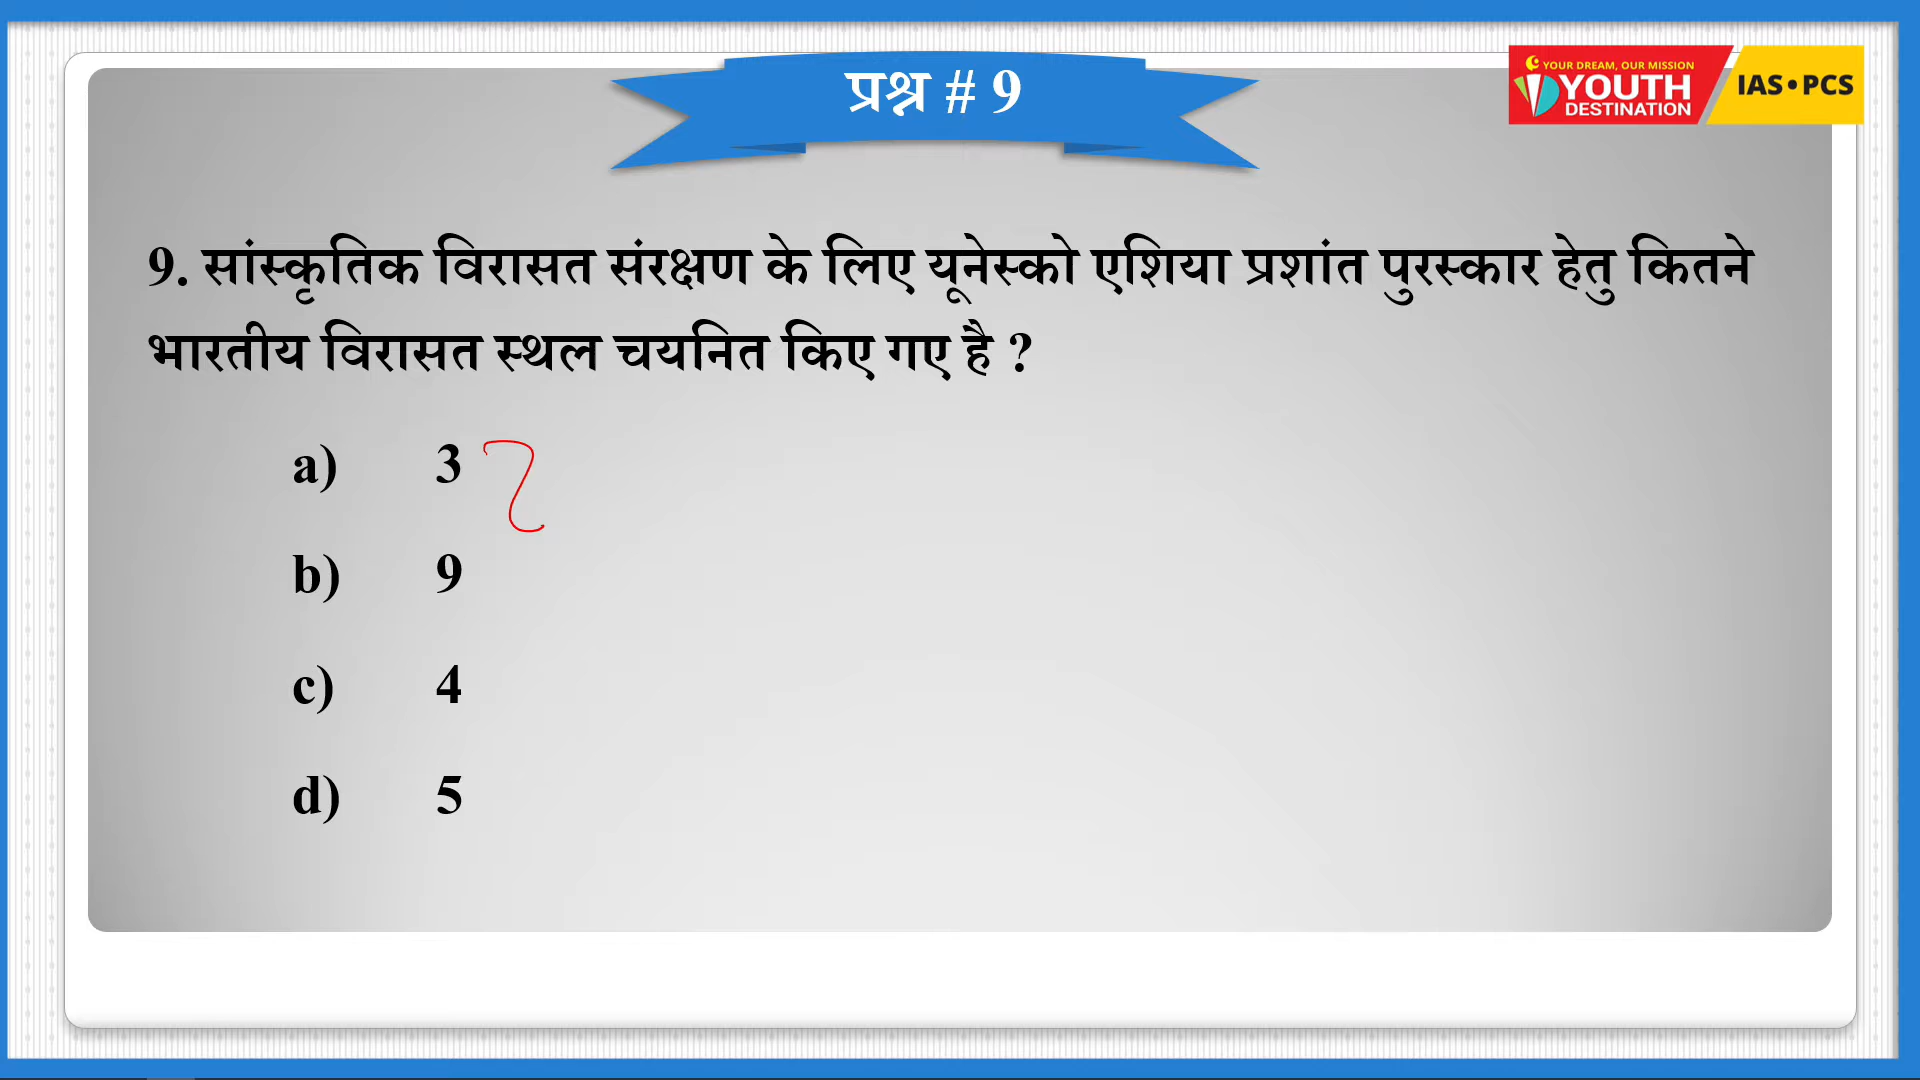 प्रश्न # 9
YOUR DREAM, OUR MISSION
YOUTH
DESTINATION
IAS•PCS
9. सांस्कृतिक विरासत संरक्षण के लिए यूनेस्को एशिया प्रशांत पुरस्कार हेतु कितने
भारतीय विरासत स्थल चयनित किए गए है ?
a) 3
b) 9
c) 4
d) 5